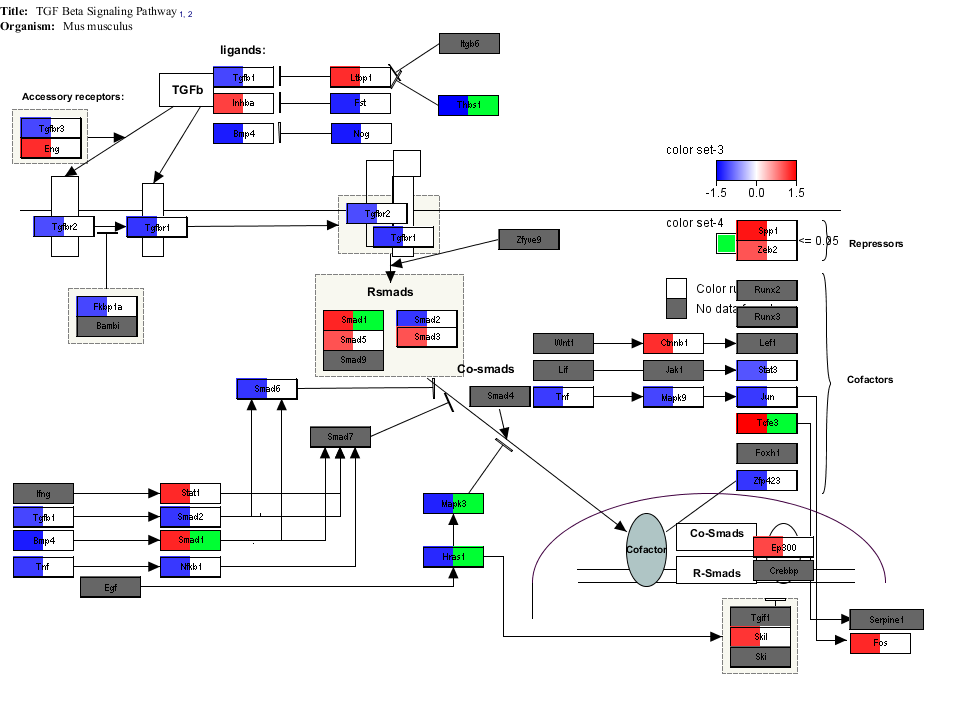 Title: TGF Beta Signaling Pathway 1, 2
Organism: Mus musculus
ligands:
Itgb6
Tgfb1
Ltbp1
TGFb
Accessory receptors:
Inhba
Fst
Bmp4
Nog
Tgfbr3
Eng
color set-3
-1.5 0.0 1.5
Tgfbr2
Tgfbr1
Tgfbr2
Tgfbr1
Zfyve9
color set-4
Spp1
Zeb2
<= 0.05
Repressors
Rsmads
Fkbp1a
Bambi
Smad1
Smad5
Smad9
Smad2
Smad3
Color
No data
Runx2
Runx3
Wnt1
Ctnnb1
Lef1
Co-smads
Lif
Jak1
Stat3
Cofactors
Smad6
Smad4
Tnf
Mapk9
Jun
Tcfe3
Smad7
Foxh1
Zfp423
Ifng
Stat1
Tgfb1
Smad2
Mapk3
Bmp4
Smad1
Co-Smads
Ep300
Cofactor
Tnf
Nfkb1
Hras1
R-Smads
Crebbp
Egf
Tgif1
Skil
Ski
Serpine1
Fos